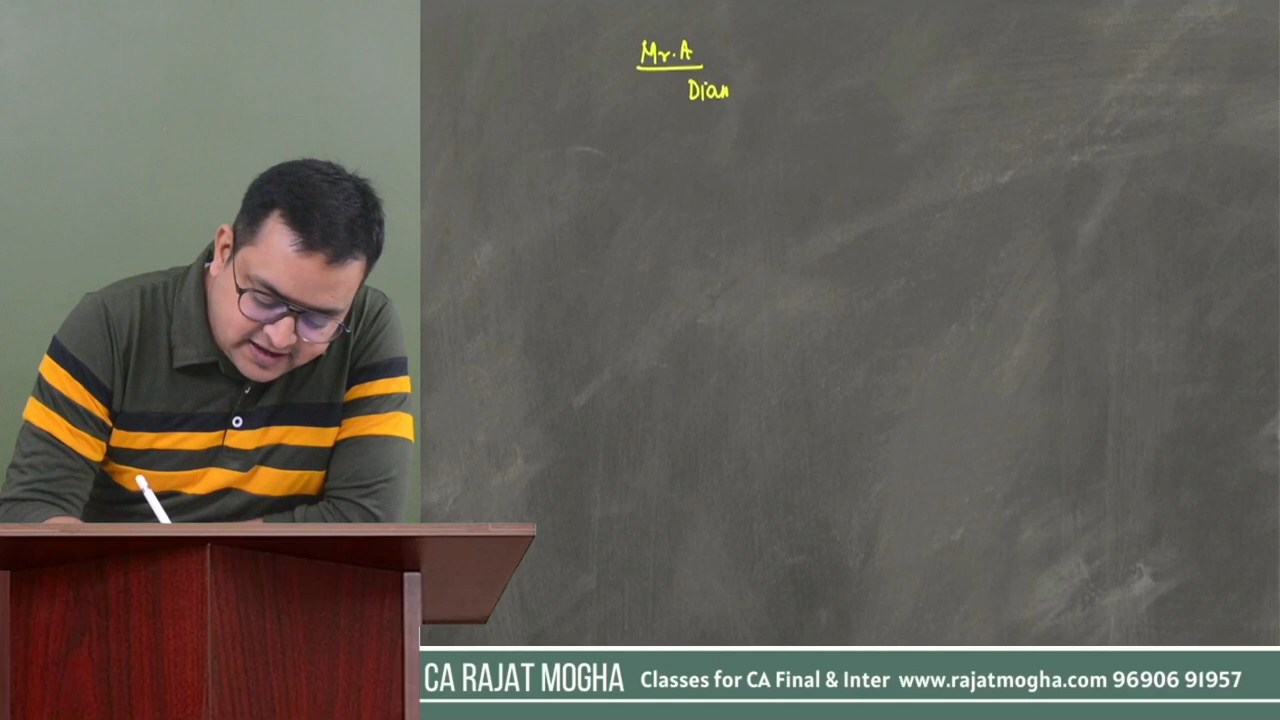 Mr. A
Dian
CA RAJAT MOGHA Classes for CA Final & Inter www.rajatmogha.com 96906 91957